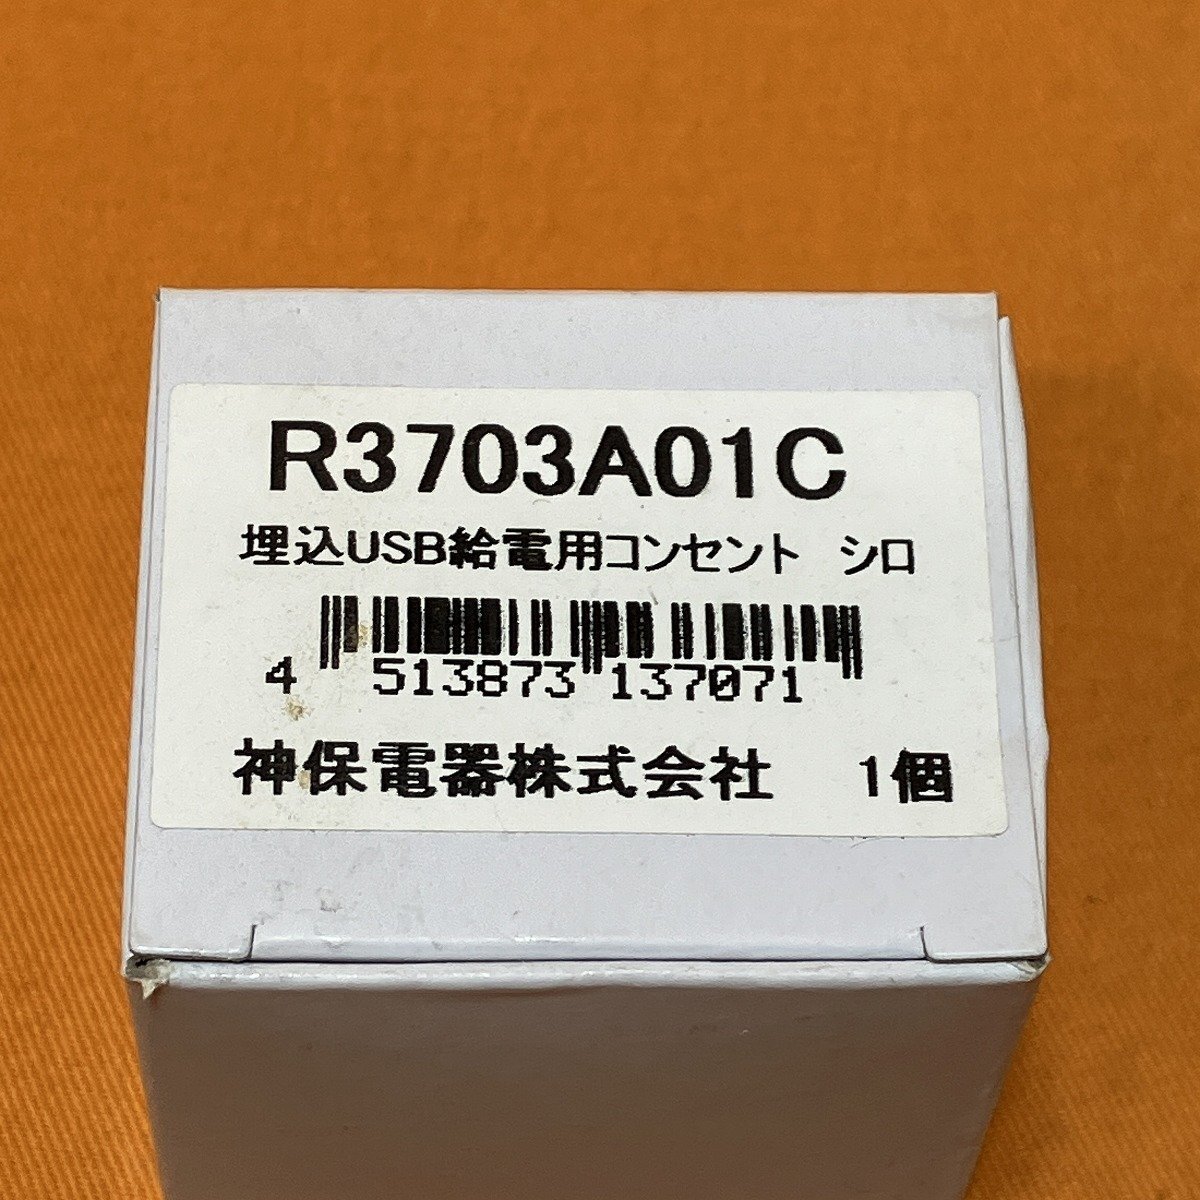 R3703A01C
埋込USB給電用コンセント シロ
4 513873 137071
神保電器株式会社 1個